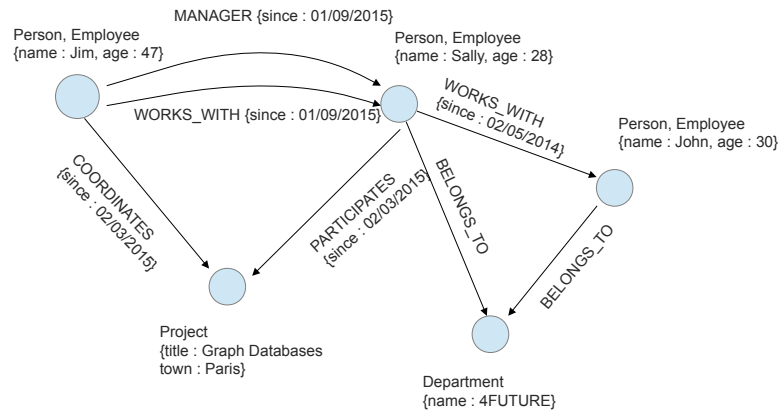 MANAGER {since : 01/09/2015}
Person, Employee
{name : Jim, age : 47}
Person, Employee
{name : Sally, age : 28}
WORKS_WITH {since : 01/09/2015}
WORKS_WITH
{since : 02/05/2014}
Person, Employee
{name : John, age : 30}
COORDINATES
{since : 02/03/2015}
PARTICIPATES
{since : 02/03/2015}
BELONGS_TO
BELONGS_TO
Project
{title : Graph Databases
town : Paris}
Department
{name : 4FUTURE}